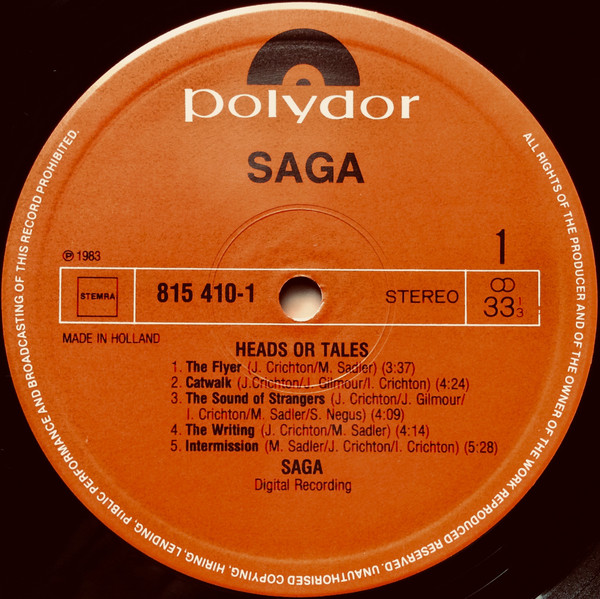 polydor
SAGA
℗ 1983
1
STEMRA
815 410-1
STEREO
33 1/3
MADE IN HOLLAND
HEADS OR TALES
1. The Flyer (J. Crichton/M. Sadler) (3:37)
2. Catwalk (J.Crichton/J. Gilmour/I. Crichton) (4:24)
3. The Sound of Strangers (J. Crichton/J. Gilmour/
I. Crichton/M. Sadler/S. Negus) (4:09)
4. The Writing (J. Crichton/M. Sadler) (4:14)
5. Intermission (M. Sadler/J. Crichton/I. Crichton) (5:28)
SAGA
Digital Recording
ALL RIGHTS OF THE PRODUCER AND OF THE OWNER OF THE WORK REPRODUCED RESERVED. UNAUTHORISED COPYING, HIRING, LENDING, PUBLIC PERFORMANCE AND BROADCASTING OF THIS RECORD PROHIBITED.